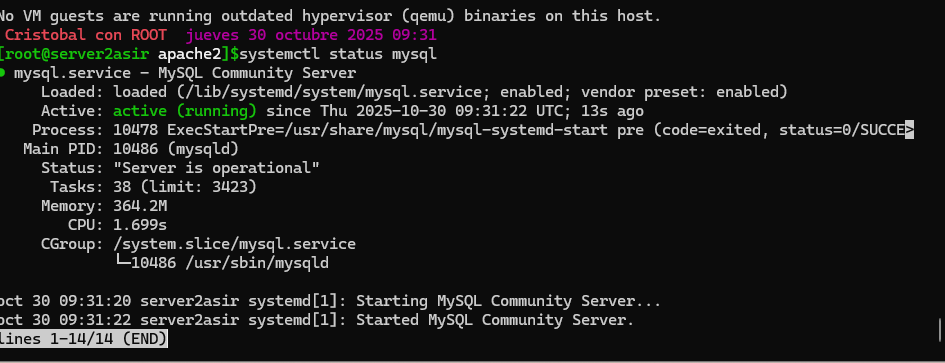 No VM guests are running outdated hypervisor (qemu) binaries on this host.
Cristobal con ROOT  jueves 30 octubre 2025 09:31
[root@server2asir apache2]$systemctl status mysql
● mysql.service - MySQL Community Server
     Loaded: loaded (/lib/systemd/system/mysql.service; enabled; vendor preset: enabled)
     Active: active (running) since Thu 2025-10-30 09:31:22 UTC; 13s ago
    Process: 10478 ExecStartPre=/usr/share/mysql/mysql-systemd-start pre (code=exited, status=0/SUCCE>
   Main PID: 10486 (mysqld)
     Status: "Server is operational"
      Tasks: 38 (limit: 3423)
     Memory: 364.2M
        CPU: 1.699s
     CGroup: /system.slice/mysql.service
             └─10486 /usr/sbin/mysqld

oct 30 09:31:20 server2asir systemd[1]: Starting MySQL Community Server...
oct 30 09:31:22 server2asir systemd[1]: Started MySQL Community Server.
lines 1-14/14 (END)